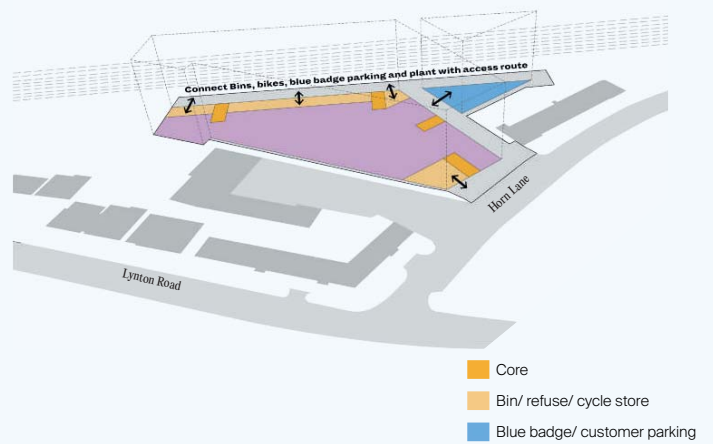 Connect Bins, bikes, blue badge parking and plant with access route
Horn Lane
Lynton Road
Core
Bin/ refuse/ cycle store
Blue badge/ customer parking